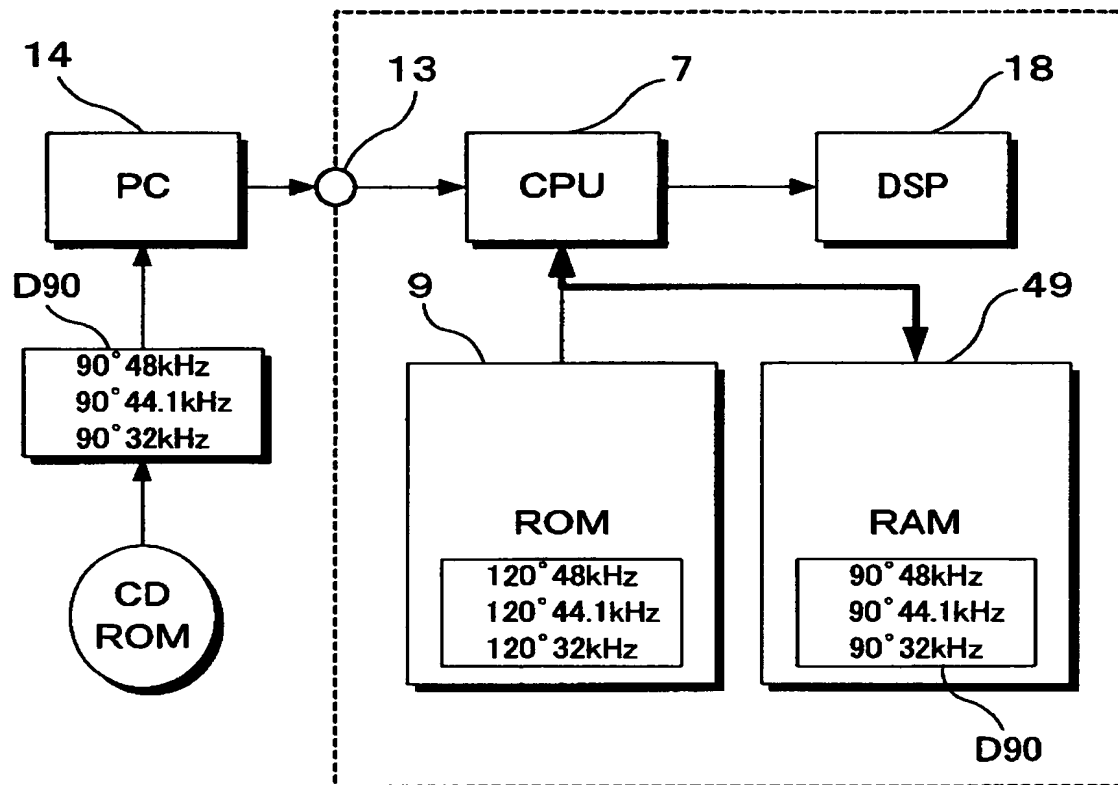 14
13
7
18
PC
CPU
DSP
D90
9
49
90°48kHz
90°44.1kHz
90°32kHz
ROM
RAM
120°48kHz
120°44.1kHz
120°32kHz
90°48kHz
90°44.1kHz
90°32kHz
CD
ROM
D90